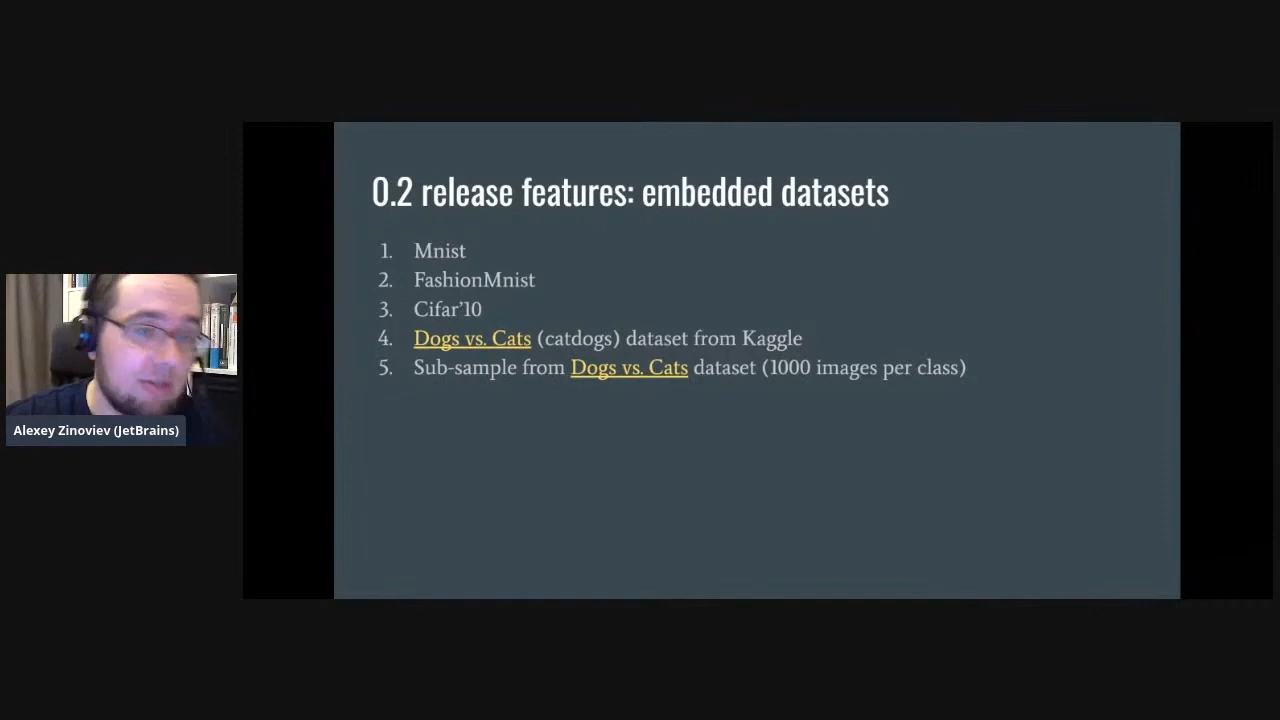 0.2 release features: embedded datasets
1. Mnist
2. FashionMnist
3. Cifar’10
4. Dogs vs. Cats (catdogs) dataset from Kaggle
5. Sub-sample from Dogs vs. Cats dataset (1000 images per class)
Alexey Zinoviev (JetBrains)